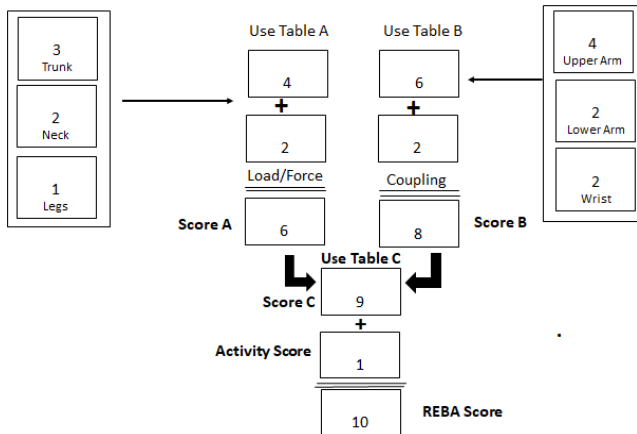 Use Table A
Use Table B
3
Trunk
2
Neck
1
Legs
4
+
2
Load/Force
6
+
2
Coupling
4
Upper Arm
2
Lower Arm
2
Wrist
Score A
6
8
Score B
Use Table C
Score C
9
+
Activity Score
1
10
REBA Score